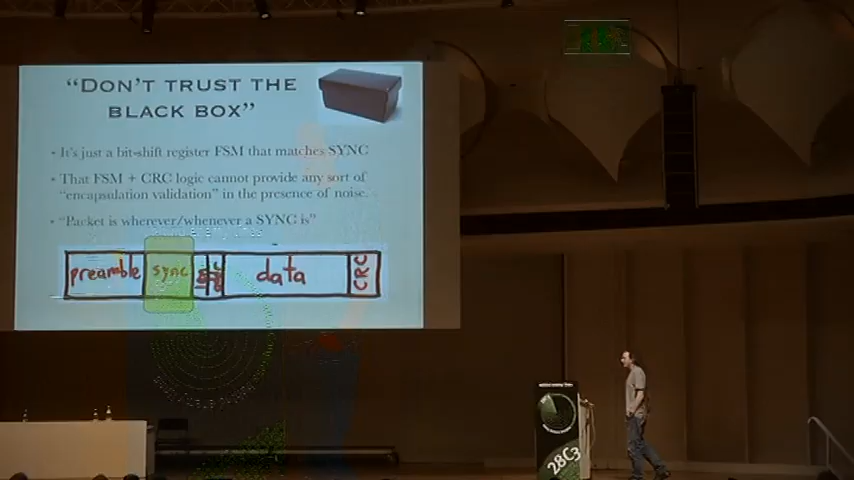 “DON’T TRUST THE
BLACK BOX”
• It’s just a bit-shift register FSM that matches SYNC
• That FSM + CRC logic cannot provide any sort of
“encapsulation validation” in the presence of noise.
• “Packet is wherever/whenever a SYNC is”
preamble sync data CRC
28C3